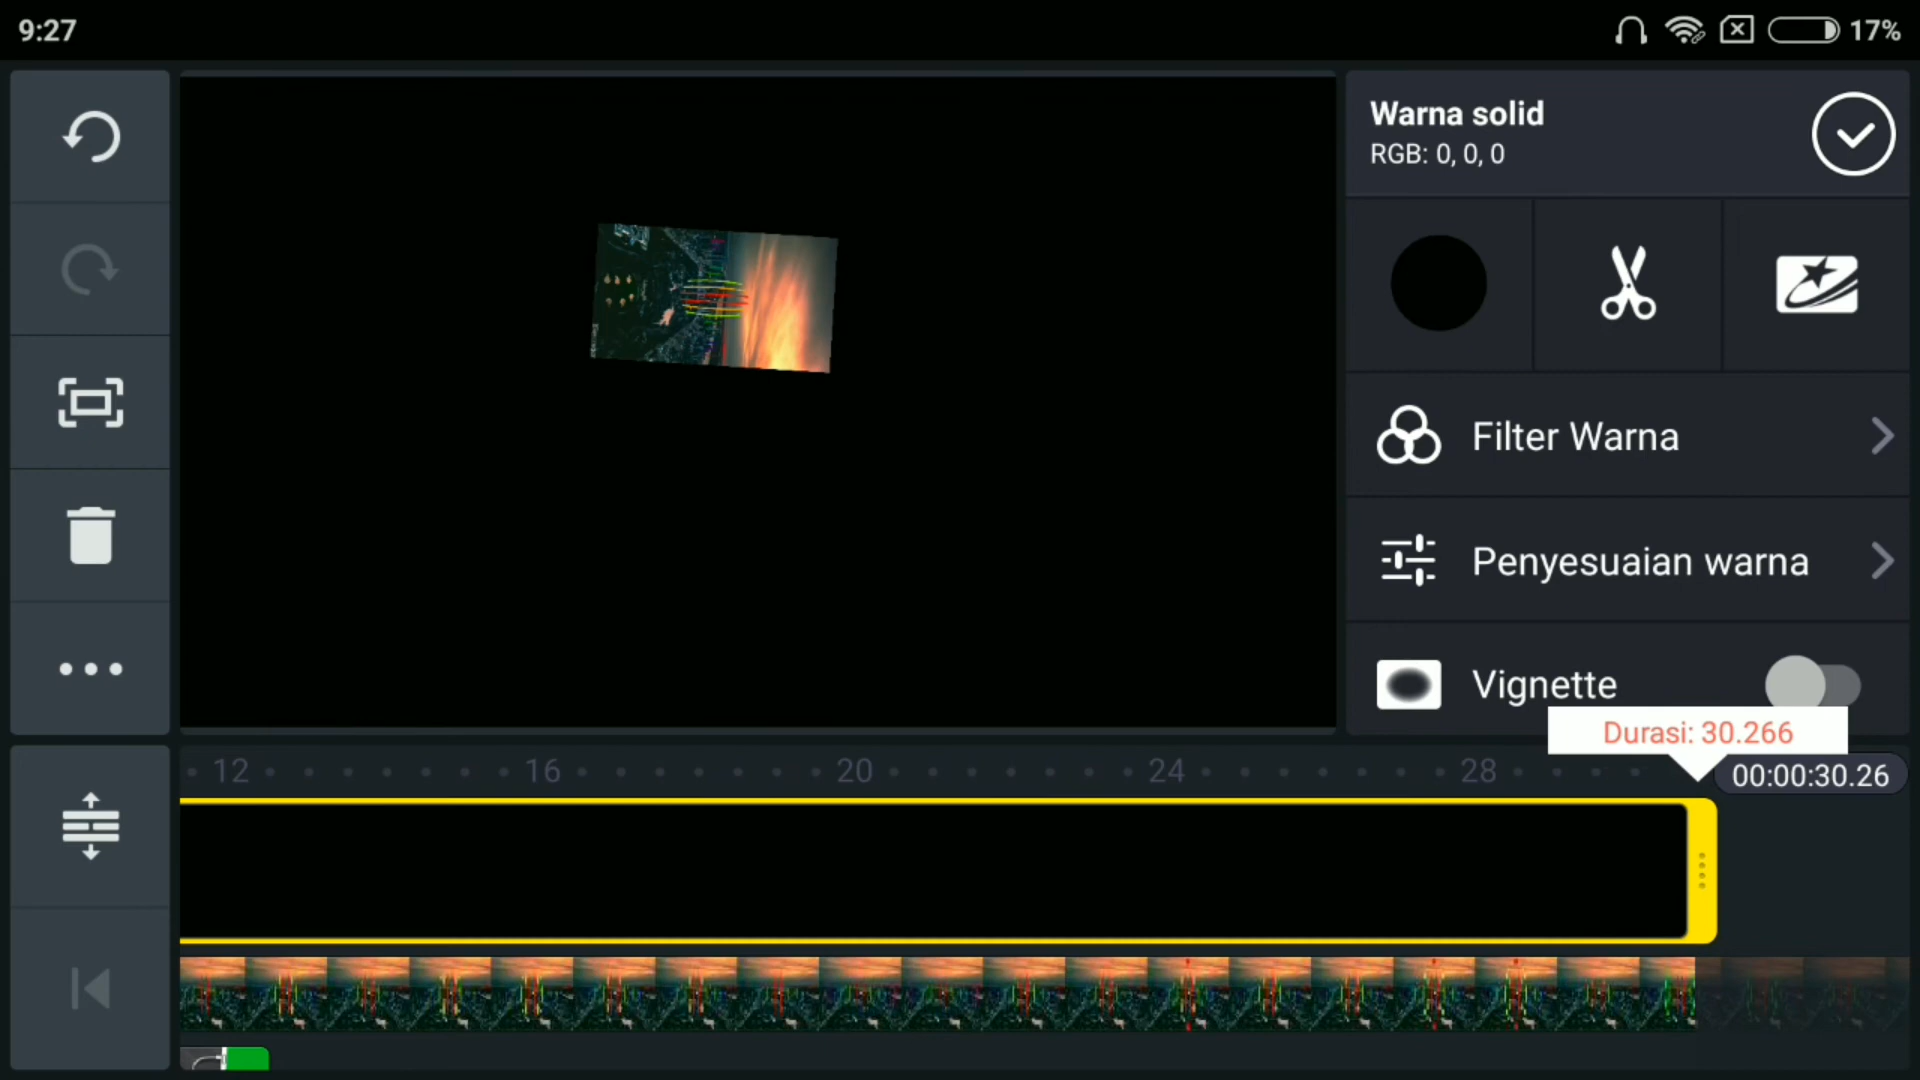 9:27
17%
Warna solid
RGB: 0, 0, 0
Filter Warna
Penyesuaian warna
Vignette
Durasi: 30.266
12 16 20 24 28
00:00:30.26